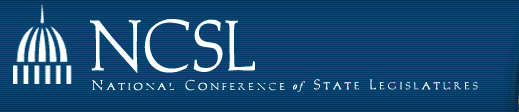 NCSL
NATIONAL CONFERENCE of STATE LEGISLATURES